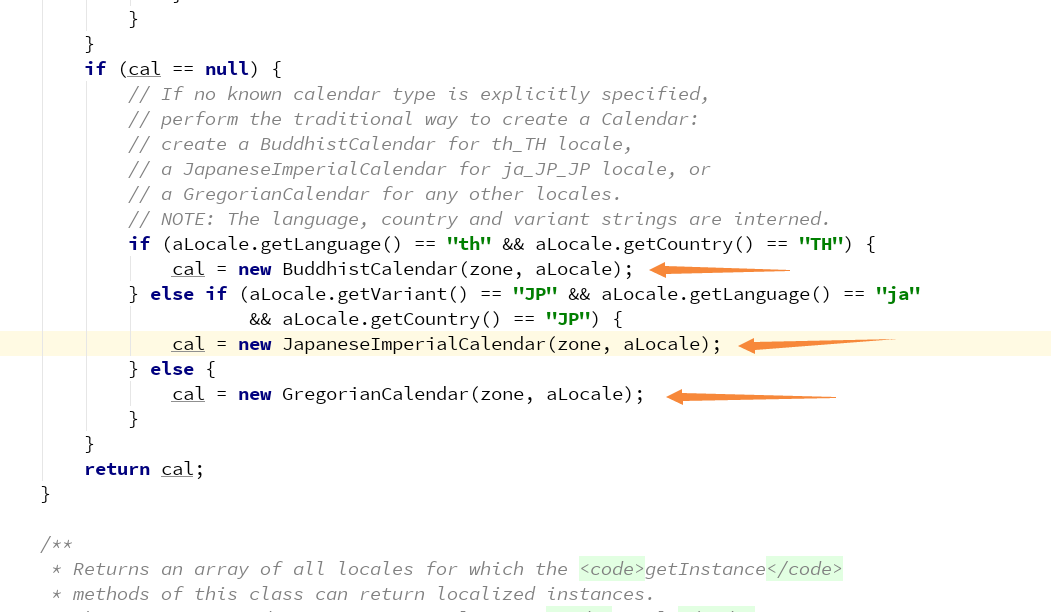 }
}
if (cal == null) {
// If no known calendar type is explicitly specified,
// perform the traditional way to create a Calendar:
// create a BuddhistCalendar for th_TH locale,
// a JapaneseImperialCalendar for ja_JP_JP locale, or
// a GregorianCalendar for any other locales.
// NOTE: The language, country and variant strings are interned.
if (aLocale.getLanguage() == "th" && aLocale.getCountry() == "TH") {
cal = new BuddhistCalendar(zone, aLocale);
} else if (aLocale.getVariant() == "JP" && aLocale.getLanguage() == "ja"
&& aLocale.getCountry() == "JP") {
cal = new JapaneseImperialCalendar(zone, aLocale);
} else {
cal = new GregorianCalendar(zone, aLocale);
}
}
return cal;
}
/**
* Returns an array of all locales for which the <code>getInstance</code>
* methods of this class can return localized instances.